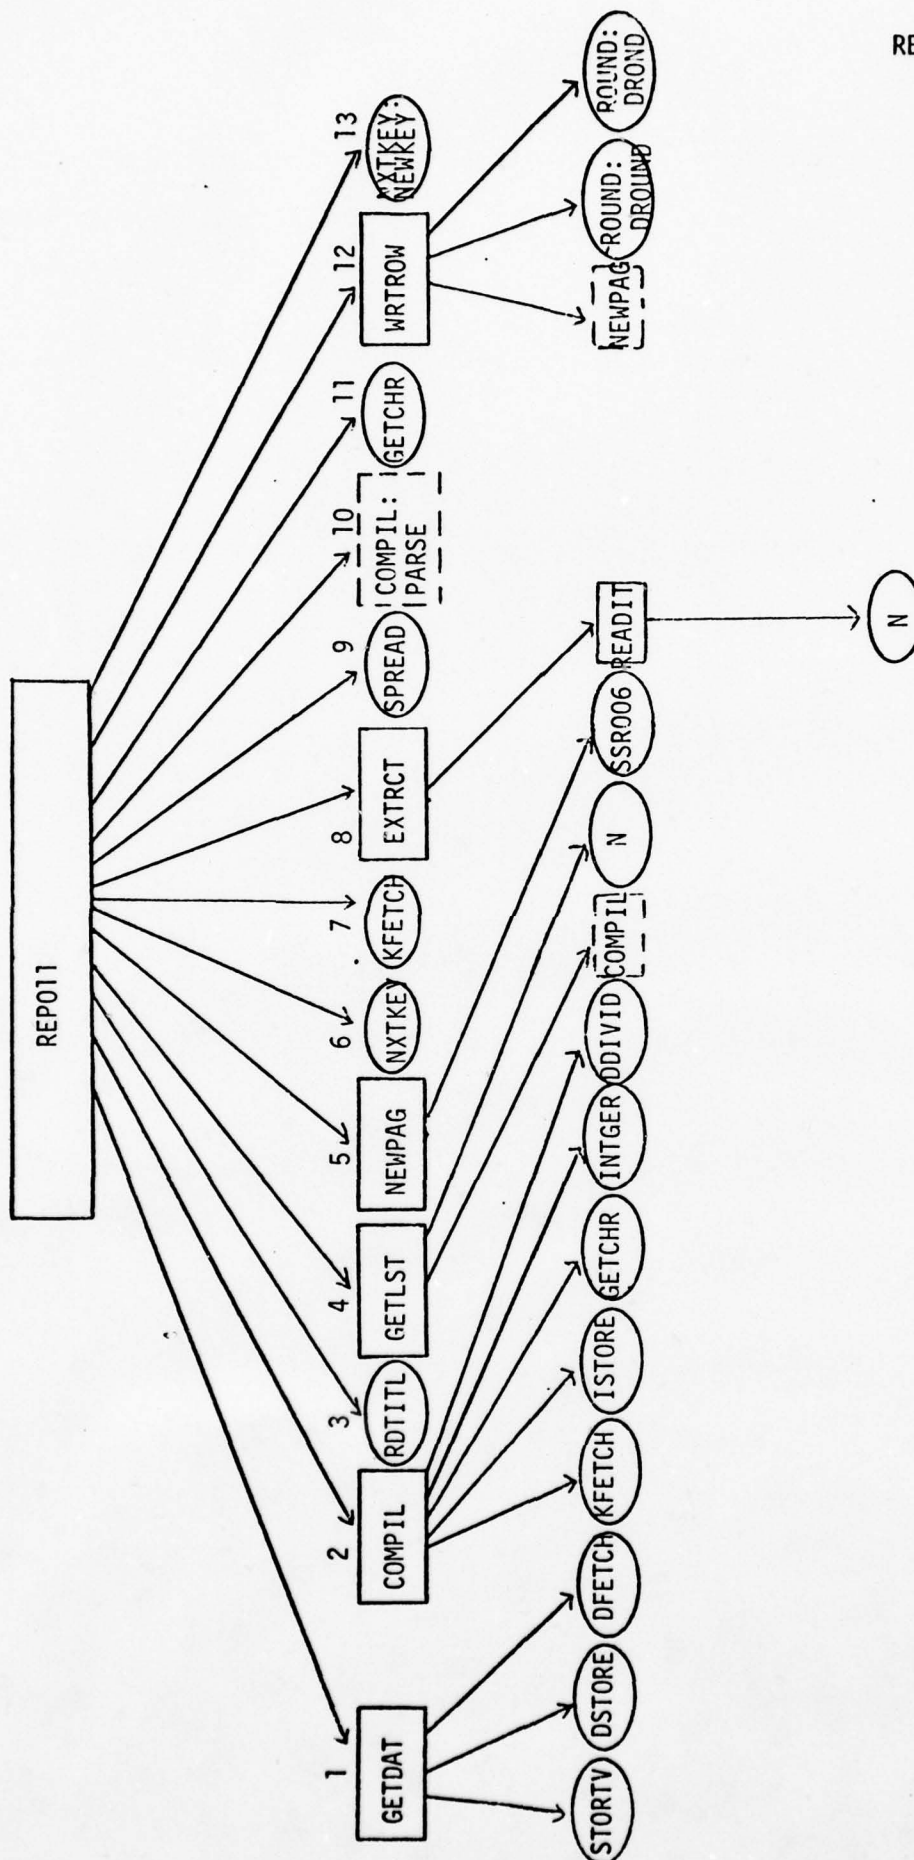 RE
REPO11
1
GETDAT
2
COMPIL
3
RDTITL
4
GETLST
5
NEWPAG
6
NXTKEY
7
KFETCH
8
EXTRCT
9
SPREAD
10
COMPIL:
PARSE
11
GETCHR
12
WRTROW
13
NXTKEY:
NEWKEY:
STORTV
DSTORE
DFETCH
KFETCH
ISTORE
GETCHR
INTGER
DDIVID
COMPIL
N
SSR006
READIT
NEWPAG
ROUND:
DROUND
ROUND:
DROND
N